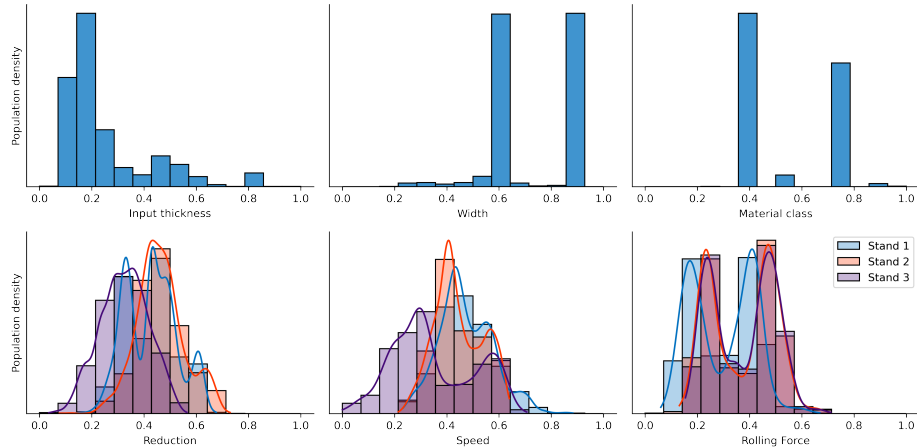 Population density
0.0 0.2 0.4 0.6 0.8 1.0
Input thickness
0.0 0.2 0.4 0.6 0.8 1.0
Width
0.0 0.2 0.4 0.6 0.8 1.0
Material class
Population density
0.0 0.2 0.4 0.6 0.8 1.0
Reduction
0.0 0.2 0.4 0.6 0.8 1.0
Speed
Stand 1
Stand 2
Stand 3
0.0 0.2 0.4 0.6 0.8 1.0
Rolling Force